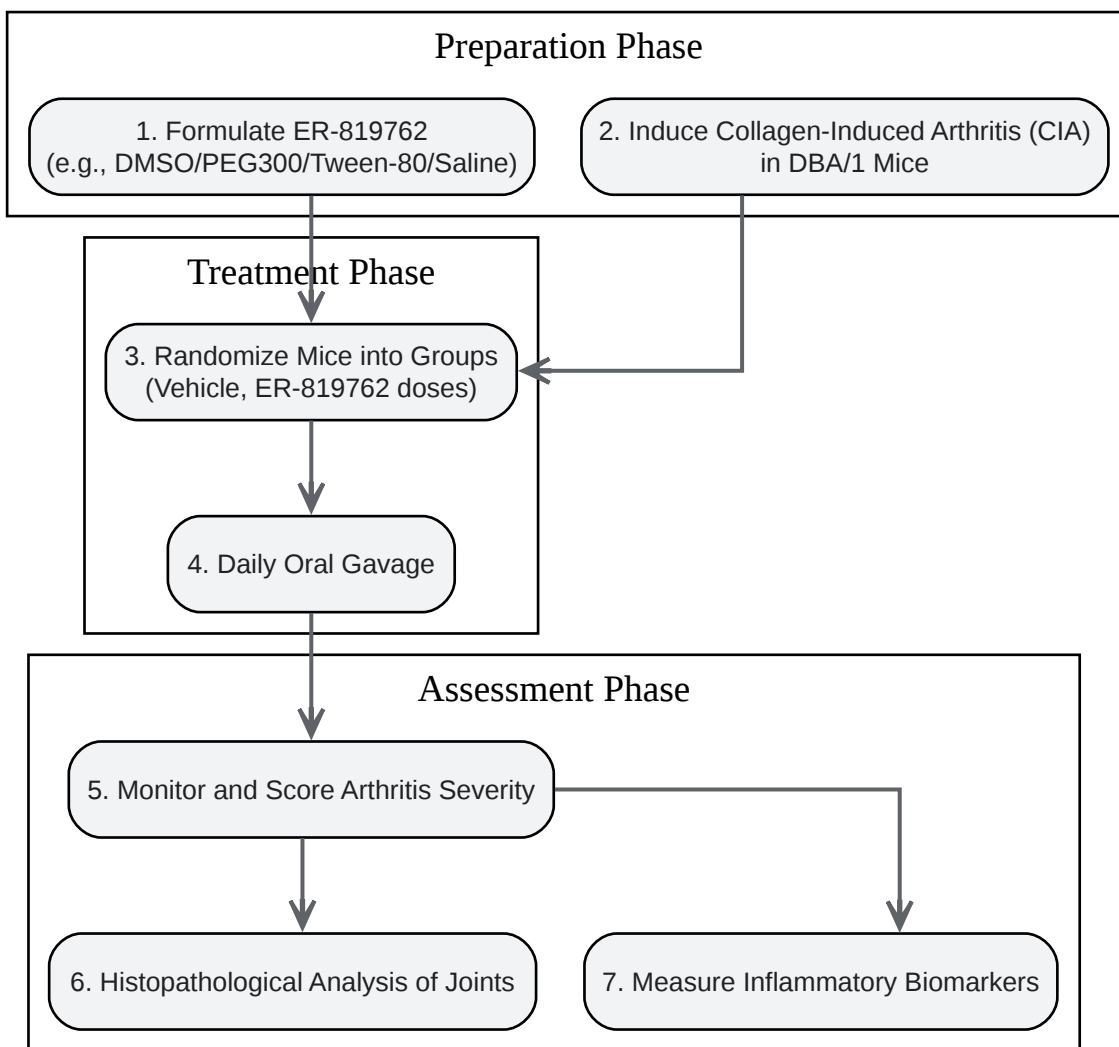 Preparation Phase
1. Formulate ER-819762
(e.g., DMSO/PEG300/Tween-80/Saline)
2. Induce Collagen-Induced Arthritis (CIA)
in DBA/1 Mice
Treatment Phase
3. Randomize Mice into Groups
(Vehicle, ER-819762 doses)
4. Daily Oral Gavage
Assessment Phase
5. Monitor and Score Arthritis Severity
6. Histopathological Analysis of Joints
7. Measure Inflammatory Biomarkers